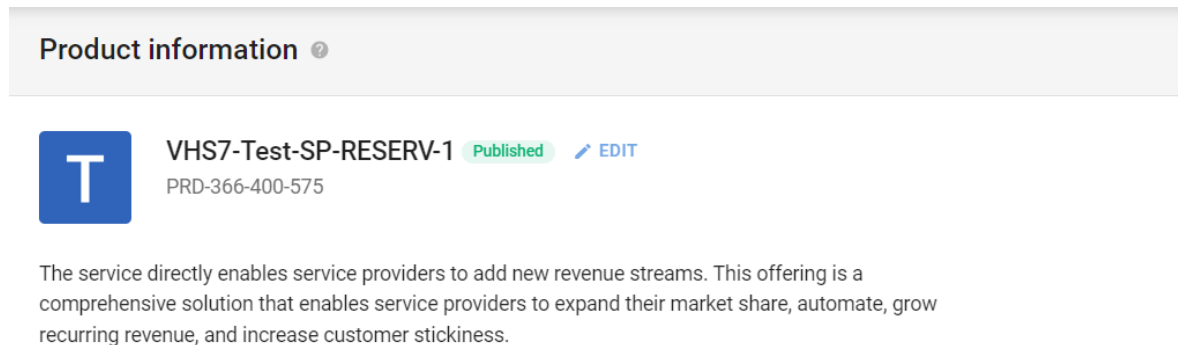 Product information
T
VHS7-Test-SP-RESERV-1 Published EDIT
PRD-366-400-575
The service directly enables service providers to add new revenue streams. This offering is a
comprehensive solution that enables service providers to expand their market share, automate, grow
recurring revenue, and increase customer stickiness.